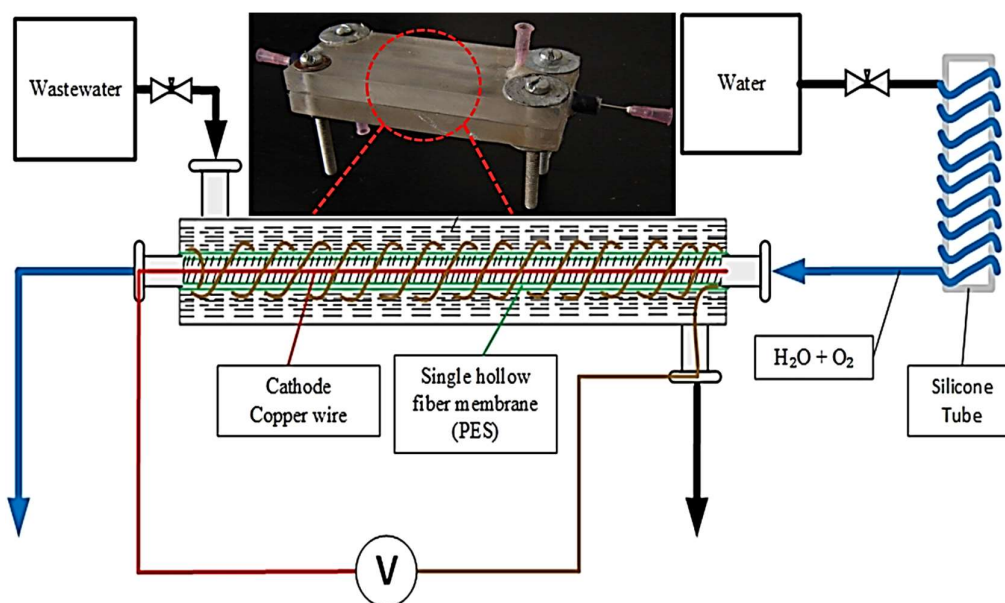 Wastewater
Water
Cathode
Copper wire
Single hollow
fiber membrane
(PES)
H₂O + O₂
Silicone
Tube
V